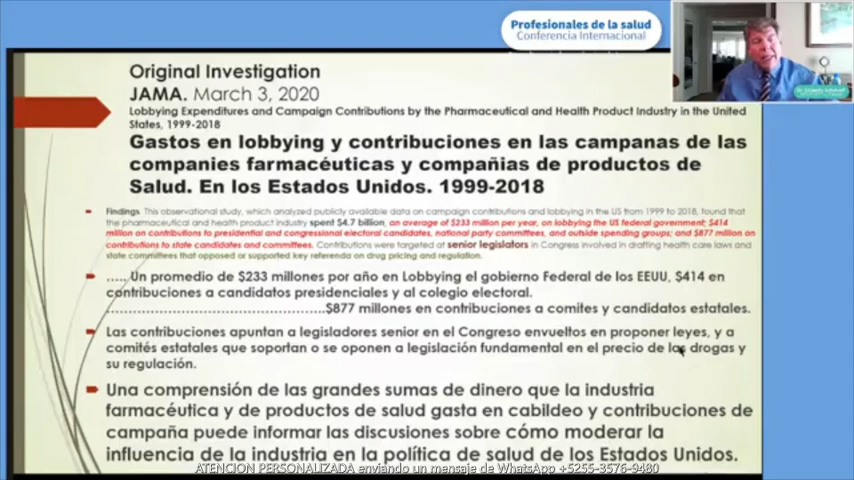 Profesionales de la salud
Conferencia Internacional
Original Investigation
JAMA. March 3, 2020
Lobbying Expenditures and Campaign Contributions by the Pharmaceutical and Health Product Industry in the United
States, 1999-2018
Gastos en lobbying y contribuciones en las campanas de las
companies farmacéuticas y compañias de productos de
Salud. En los Estados Unidos. 1999-2018
Findings. This observational study, which analyzed publicly available data on campaign contributions and lobbying in the US from 1999 to 2018, found that
the pharmaceutical and health product industry spent $4.7 billion, an average of $233 million per year, on lobbying the US federal government; $414
million on contributions to presidential and congressional electoral candidates, national party committees, and outside spending groups; and $877 million on
contributions to state candidates and committees. Contributions were targeted at senior legislators in Congress involved in drafting health care laws and
state committees that opposed or supported key referenda on drug pricing and regulation.
..... Un promedio de $233 millones por año en Lobbying el gobierno Federal de los EEUU, $414 en
contribuciones a candidatos presidenciales y al colegio electoral.
.............................................$877 millones en contribuciones a comites y candidatos estatales.
Las contribuciones apuntan a legisladores senior en el Congreso envueltos en proponer leyes, y a
comités estatales que soportan o se oponen a legislación fundamental en el precio de las drogas y
su regulación.
Una comprensión de las grandes sumas de dinero que la industria
farmacéutica y de productos de salud gasta en cabildeo y contribuciones de
campaña puede informar las discusiones sobre cómo moderar la
influencia de la industria en la política de salud de los Estados Unidos.
ATENCION PERSONALIZADA enviando un mensaje de WhatsApp +5255-3576-9480